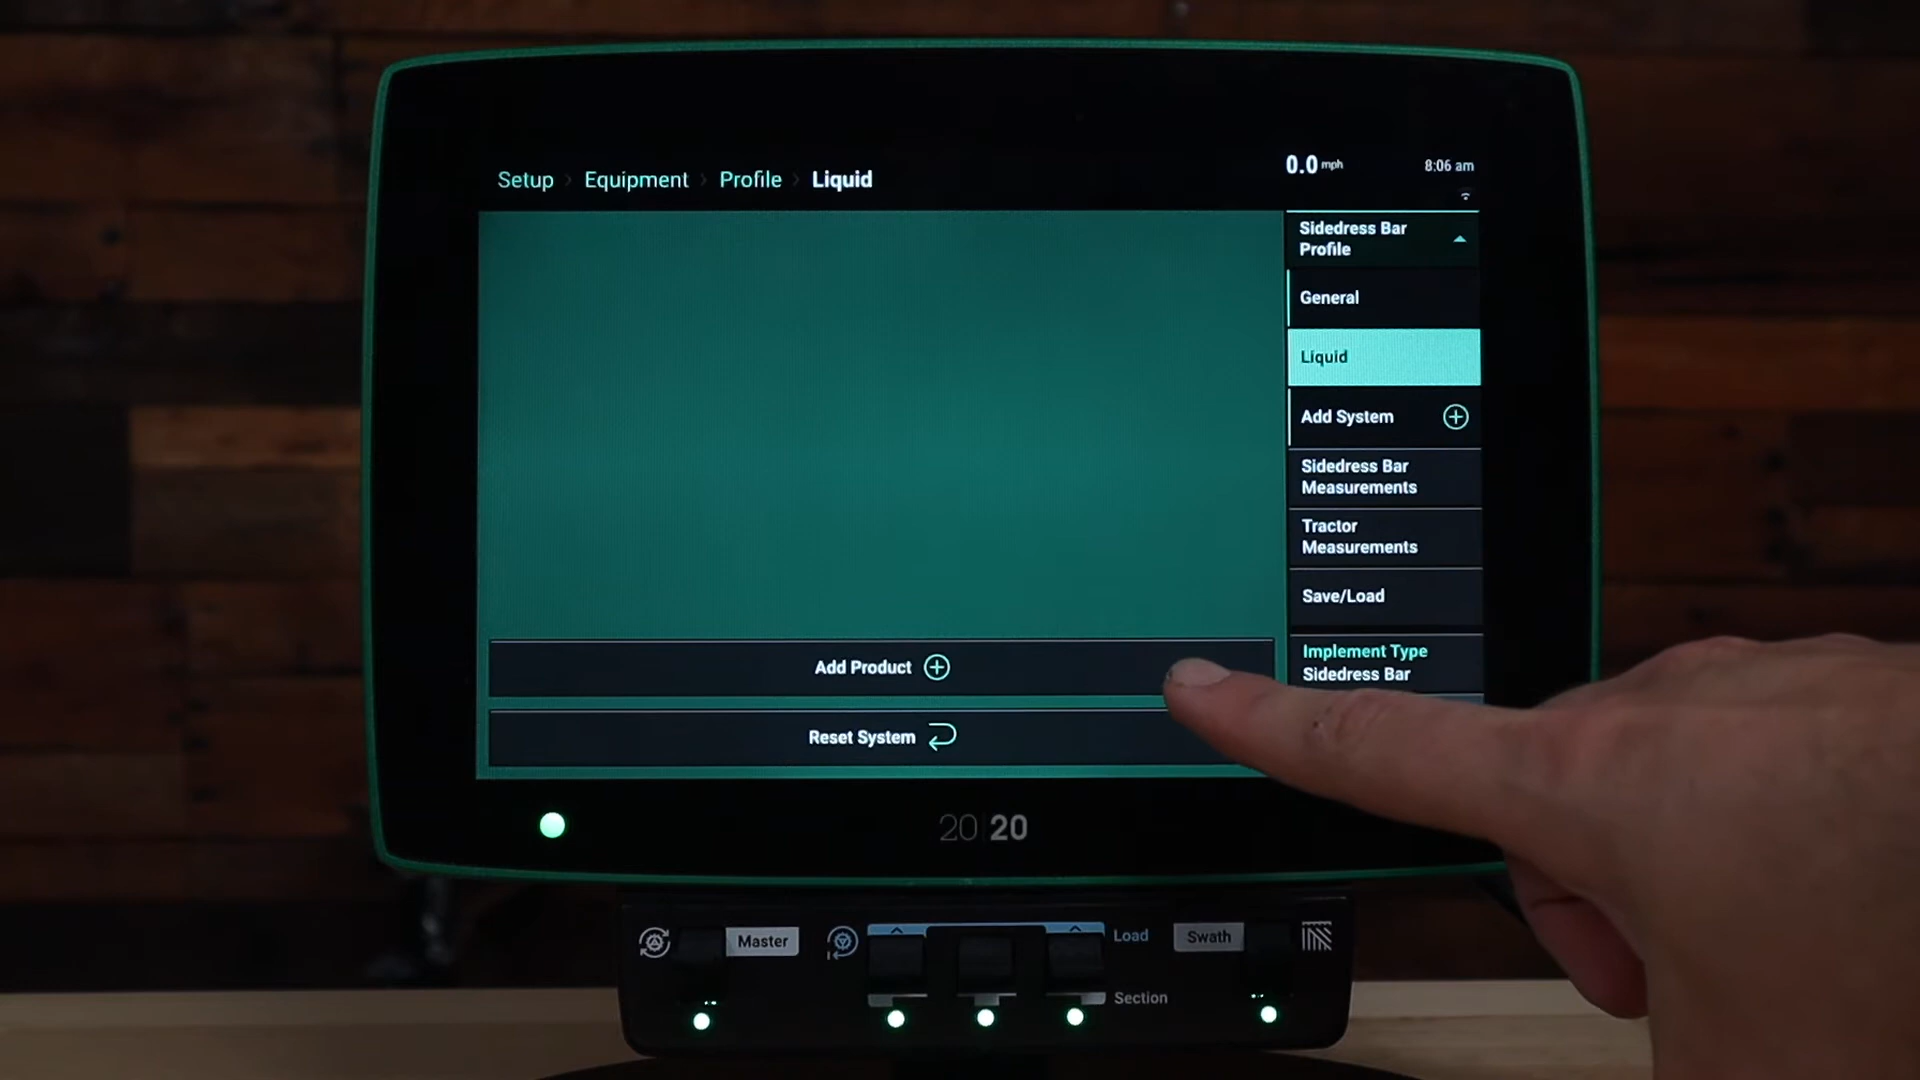 Setup > Equipment > Profile > Liquid
0.0 mph
8:06 am
Sidedress Bar
Profile
General
Liquid
Add System
Sidedress Bar
Measurements
Tractor
Measurements
Save/Load
Implement Type
Sidedress Bar
Add Product
Reset System
20|20
Master
Load
Section
Swath